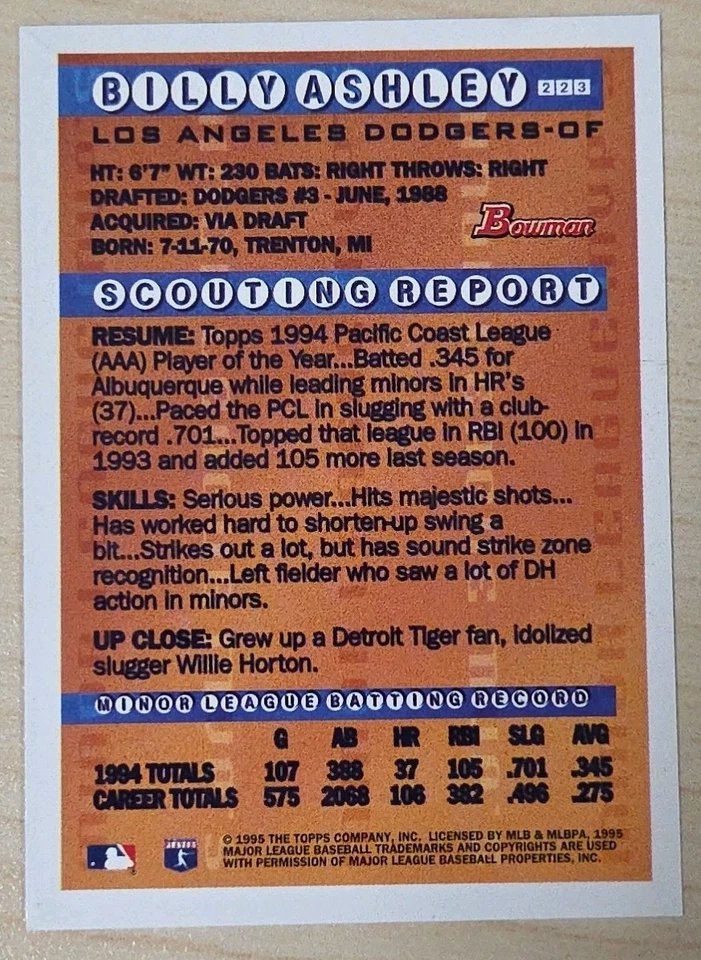 BILLY ASHLEY 223
LOS ANGELES DODGERS-OF
HT: 6'7" WT: 230 BATS: RIGHT THROWS: RIGHT
DRAFTED: DODGERS #3 - JUNE, 1988
ACQUIRED: VIA DRAFT
BORN: 7-11-70, TRENTON, MI
Bowman
SCOUTING REPORT
RESUME: Topps 1994 Pacific Coast League
(AAA) Player of the Year...Batted .345 for
Albuquerque while leading minors in HR's
(37)...Paced the PCL in slugging with a club-
record .701...Topped that league in RBI (100) in
1993 and added 105 more last season.
SKILLS: Serious power...Hits majestic shots...
Has worked hard to shorten-up swing a
bit...Strikes out a lot, but has sound strike zone
recognition...Left fielder who saw a lot of DH
action in minors.
UP CLOSE: Grew up a Detroit Tiger fan, idolized
slugger Willie Horton.
MINOR LEAGUE BATTING RECORD
G AB HR RBI SLG AVG
1994 TOTALS 107 388 37 105 .701 .345
CAREER TOTALS 575 2068 106 382 .496 .275
© 1995 THE TOPPS COMPANY, INC. LICENSED BY MLB & MLBPA, 1995
MAJOR LEAGUE BASEBALL TRADEMARKS AND COPYRIGHTS ARE USED
WITH PERMISSION OF MAJOR LEAGUE BASEBALL PROPERTIES, INC.